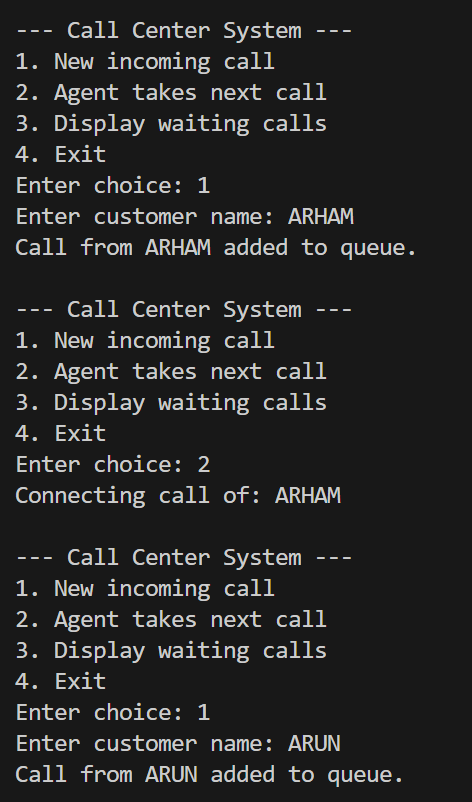 --- Call Center System ---
1. New incoming call
2. Agent takes next call
3. Display waiting calls
4. Exit
Enter choice: 1
Enter customer name: ARHAM
Call from ARHAM added to queue.

--- Call Center System ---
1. New incoming call
2. Agent takes next call
3. Display waiting calls
4. Exit
Enter choice: 2
Connecting call of: ARHAM

--- Call Center System ---
1. New incoming call
2. Agent takes next call
3. Display waiting calls
4. Exit
Enter choice: 1
Enter customer name: ARUN
Call from ARUN added to queue.